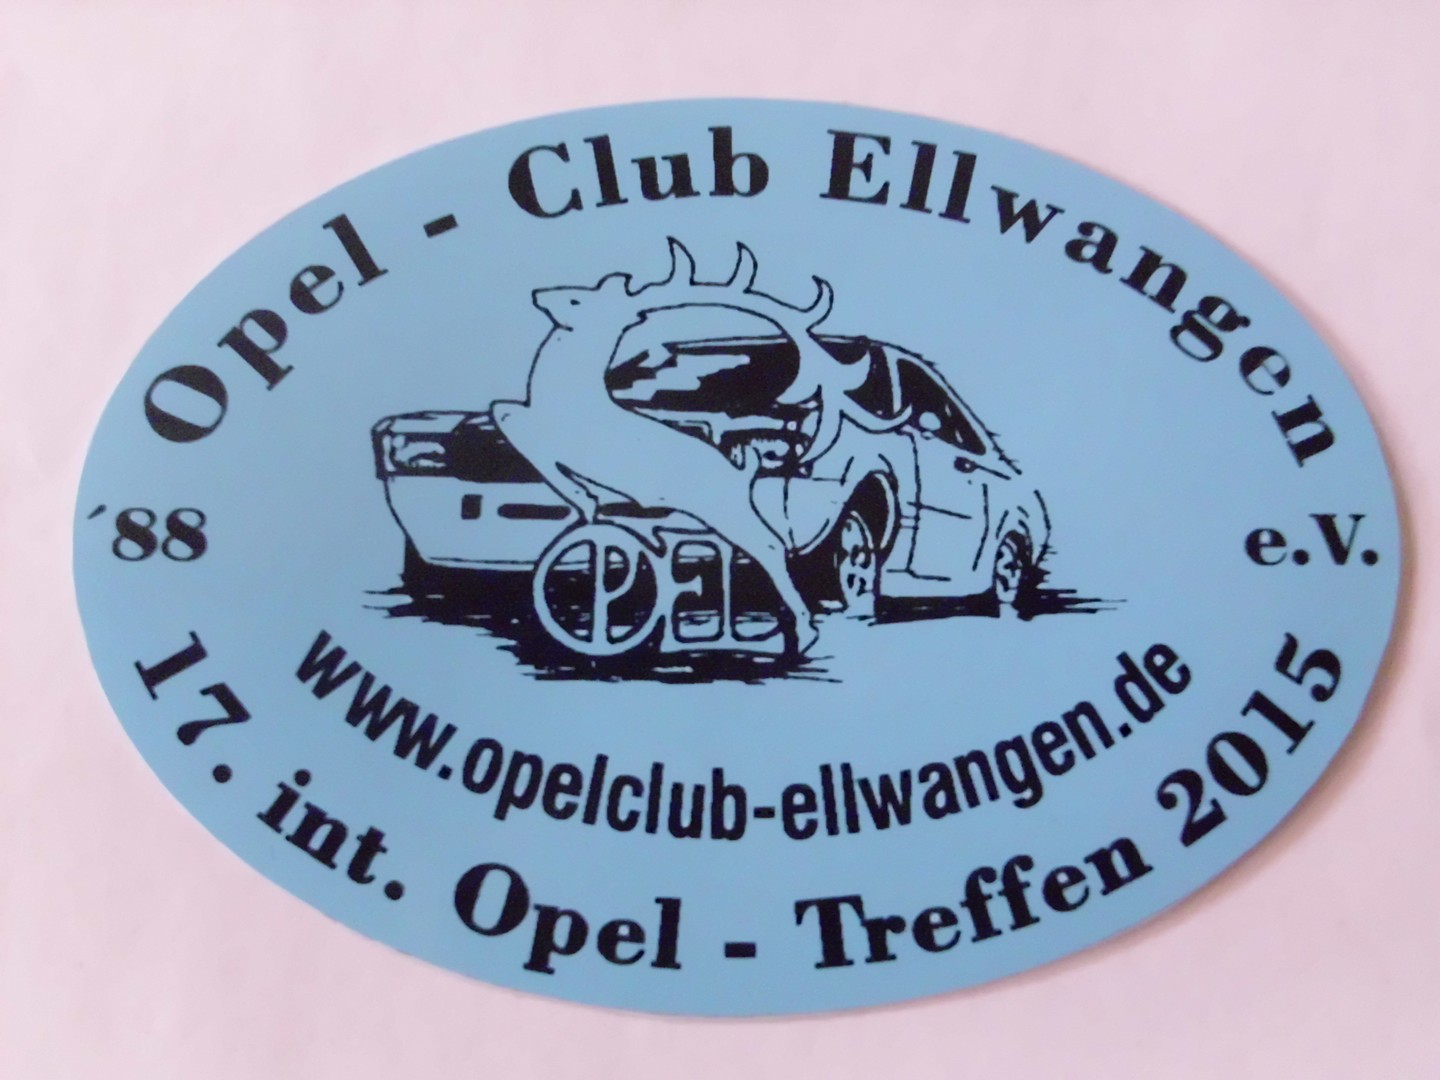 Opel - Club Ellwangen
´88
e.V.
OPEL
www.opelclub-ellwangen.de
17. int. Opel - Treffen 2015